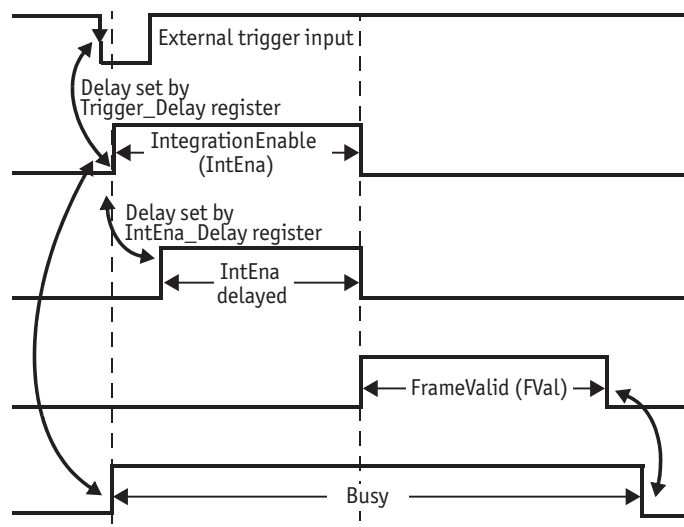 External trigger input
Delay set by
Trigger_Delay register
IntegrationEnable
(IntEna)
Delay set by
IntEna_Delay register
IntEna
delayed
FrameValid (FVal)
Busy